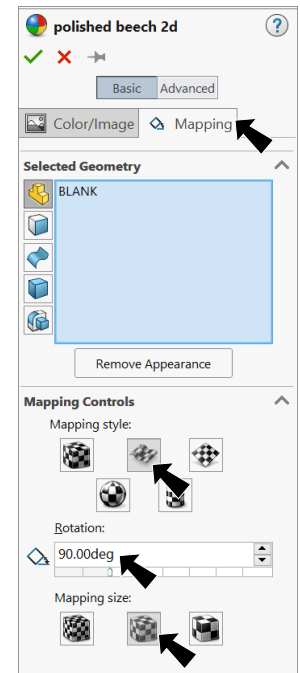 polished beech 2d
?
Basic Advanced
Color/Image Mapping
Selected Geometry
BLANK
Remove Appearance
Mapping Controls
Mapping style:
Rotation:
90.00deg
Mapping size: